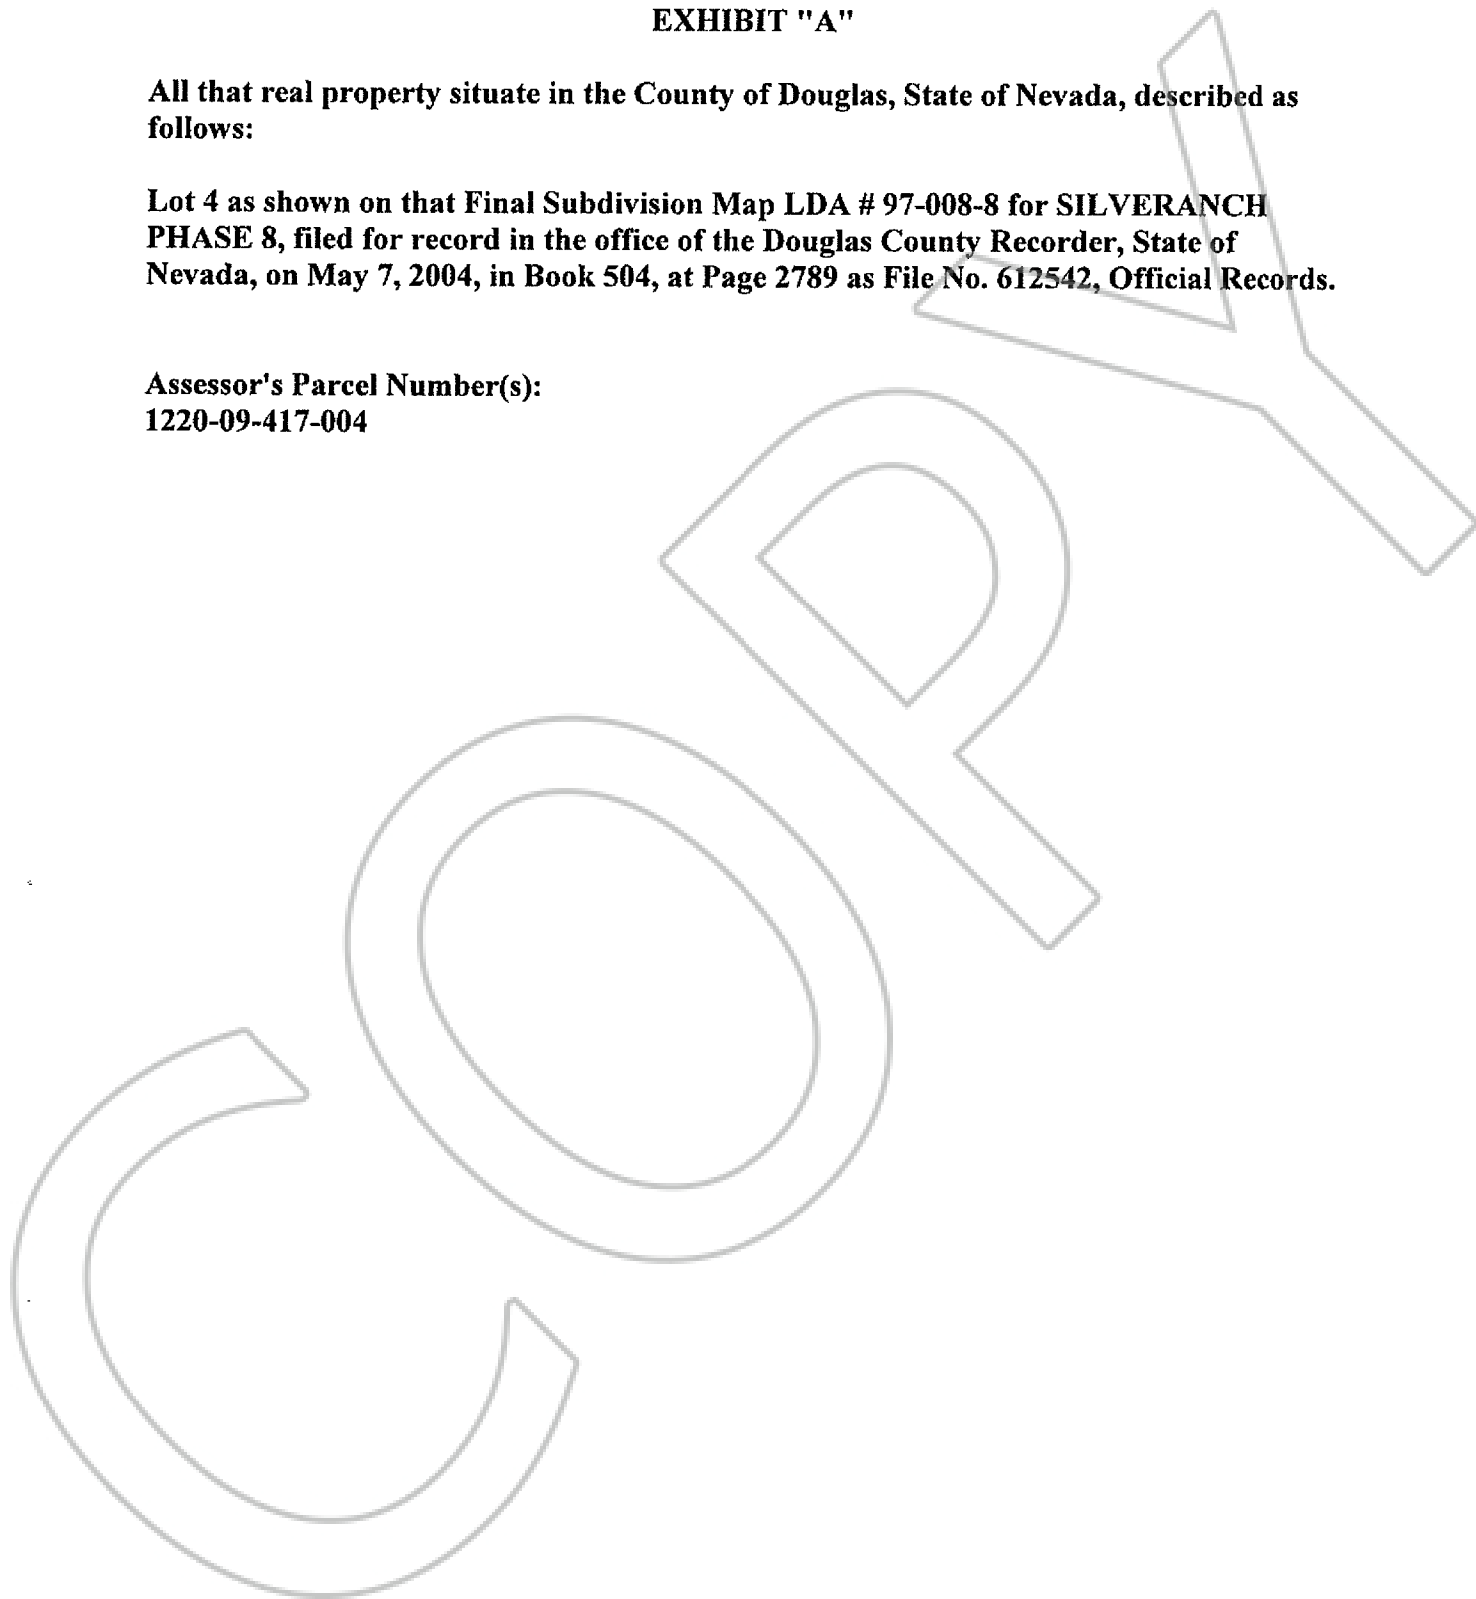 EXHIBIT "A"
All that real property situate in the County of Douglas, State of Nevada, described as
follows:
Lot 4 as shown on that Final Subdivision Map LDA # 97-008-8 for SILVERANCH
PHASE 8, filed for record in the office of the Douglas County Recorder, State of
Nevada, on May 7, 2004, in Book 504, at Page 2789 as File No. 612542, Official Records.
Assessor's Parcel Number(s):
1220-09-417-004
COPY